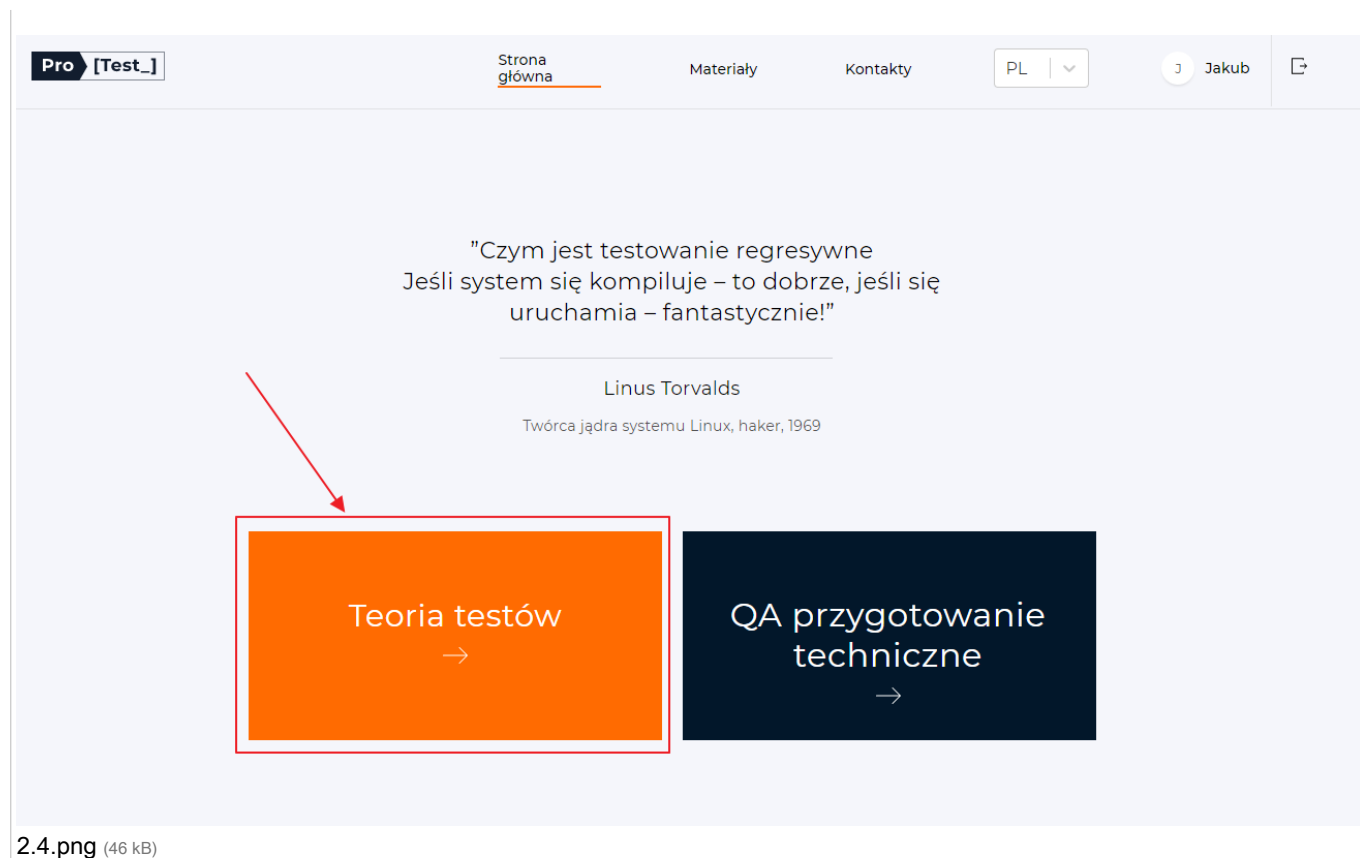 Pro [Test_]
Strona
główna
Materiały
Kontakty
PL
J Jakub
”Czym jest testowanie regresywne
Jeśli system się kompiluje – to dobrze, jeśli się
uruchamia – fantastycznie!”
Linus Torvalds
Twórca jądra systemu Linux, haker, 1969
Teoria testów
→
QA przygotowanie
techniczne
→
2.4.png (46 kB)